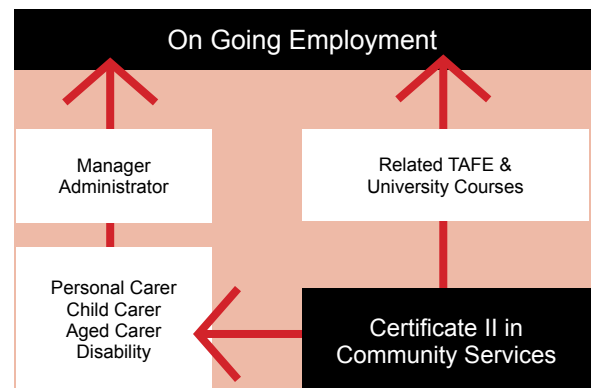 On Going Employment
Manager
Administrator
Related TAFE &
University Courses
Personal Carer
Child Carer
Aged Carer
Disability
Certificate II in
Community Services